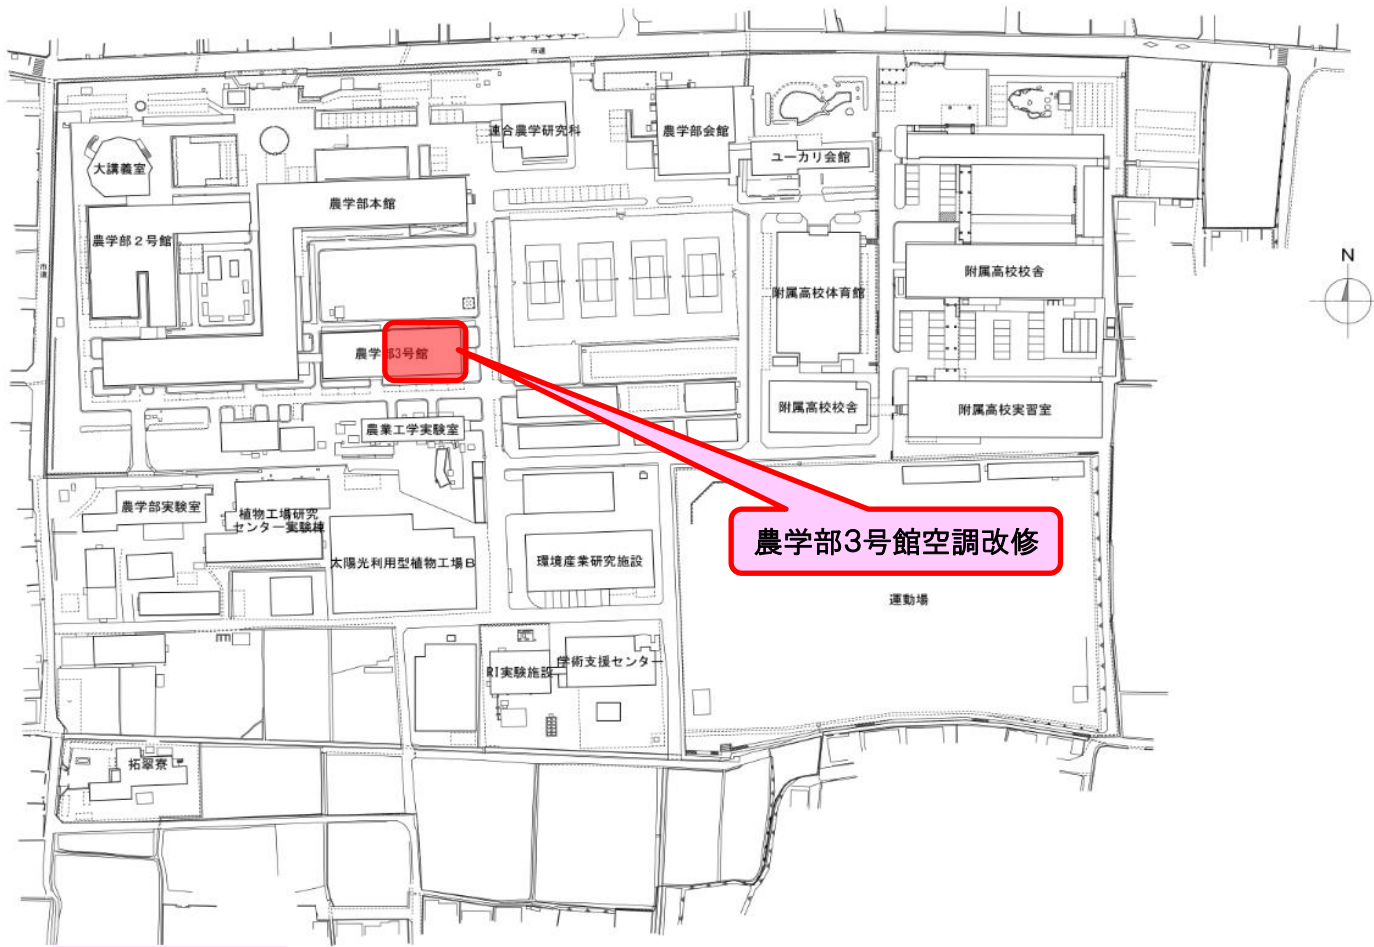 市道
連合農学研究科
農学部会館
大講義室
ユーカリ会館
農学部本館
農学部２号館
市道
N
附属高校校舎
附属高校体育館
農学部3号館
附属高校校舎
附属高校実習室
農業工学実験室
農学部実験室
植物工場研究
センター実験棟
農学部3号館空調改修
太陽光利用型植物工場Ｂ
環境産業研究施設
運動場
RI実験施設
学術支援センター
拓翠寮